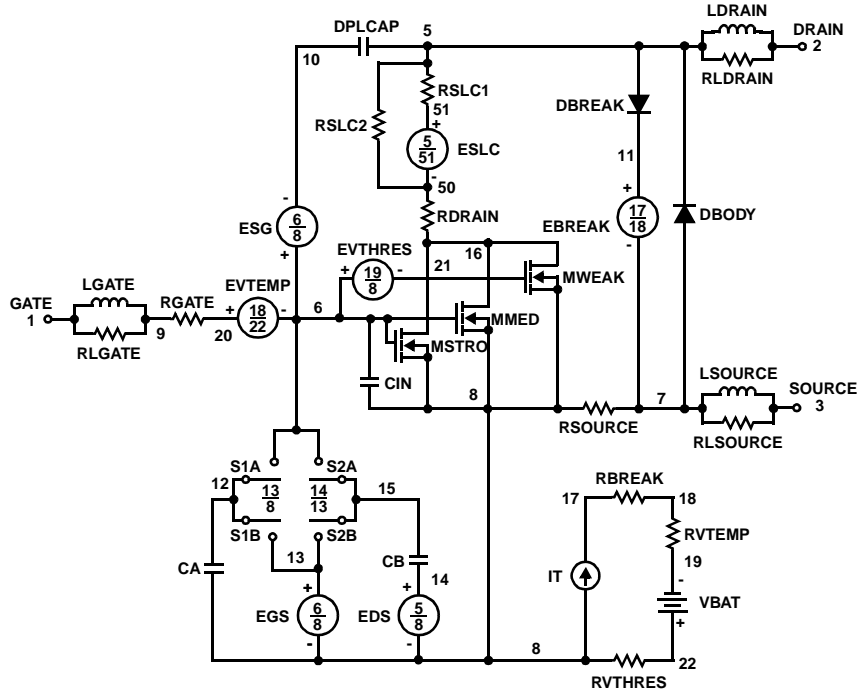 LDRAIN
DPLCAP 5 DRAIN
10 2
RLDRAIN
RSLC1
51
RSLC2
+
5
51
ESLC
-
50
DBREAK
11
+
17
18
EBREAK
-
DBODY
-
6
8
ESG
+
RDRAIN
16
21
EVTHRES
+ 19 -
8
MWEAK
LGATE
GATE
1
RLGATE
9
RGATE
20
EVTEMP
+ 18 -
22
6
MMED
MSTRO
CIN
8
RSOURCE
7
LSOURCE
SOURCE
3
RLSOURCE
S1A S2A
12
13
8
14
13
15
S1B S2B
13
CA
CB
14
+
6
8
EGS
-
+
5
8
EDS
-
8
17
RBREAK
18
RVTEMP
19
IT
-
VBAT
+
22
RVTHRES